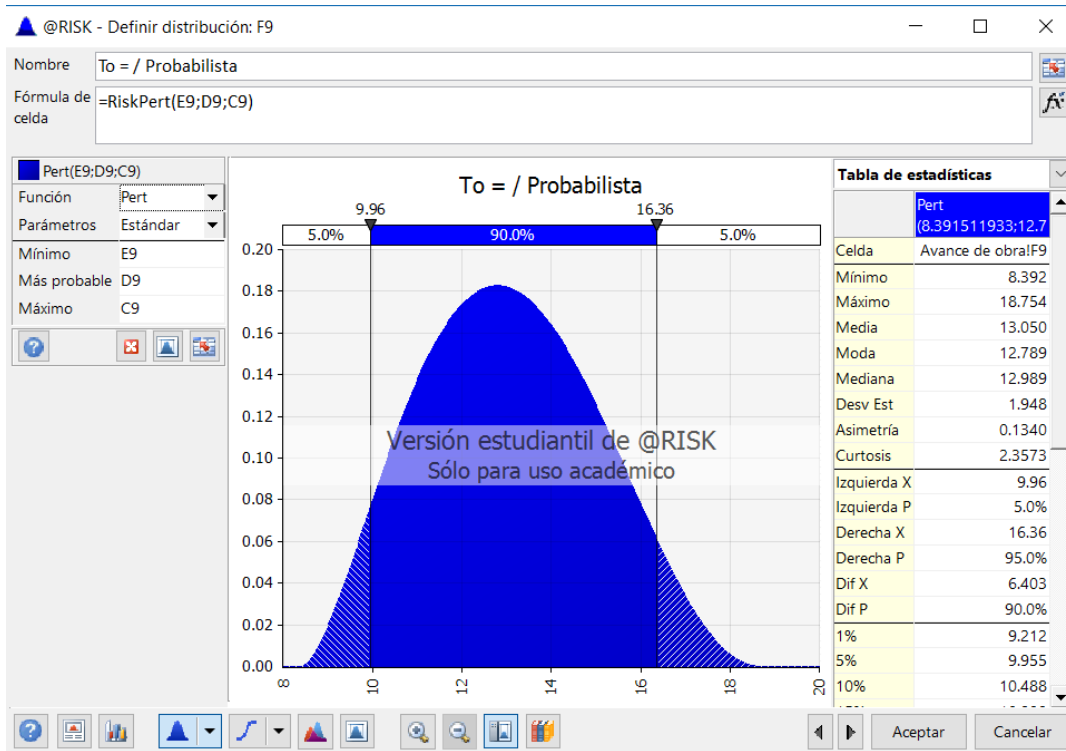 @RISK - Definir distribución: F9
Nombre
To = / Probabilista
Fórmula de celda
=RiskPert(E9;D9;C9)
Pert(E9;D9;C9)
Función Pert
Parámetros Estándar
Mínimo E9
Más probable D9
Máximo C9
To = / Probabilista
9.96 16.36
5.0% 90.0% 5.0%
0.20
0.18
0.16
0.14
0.12
0.10
0.08
0.06
0.04
0.02
0.00
8 10 12 14 16 18 20
Versión estudiantil de @RISK
Sólo para uso académico
Tabla de estadísticas
Pert
(8.391511933;12.7
Celda Avance de obra!F9
Mínimo 8.392
Máximo 18.754
Media 13.050
Moda 12.789
Mediana 12.989
Desv Est 1.948
Asimetría 0.1340
Curtosis 2.3573
Izquierda X 9.96
Izquierda P 5.0%
Derecha X 16.36
Derecha P 95.0%
Dif X 6.403
Dif P 90.0%
1% 9.212
5% 9.955
10% 10.488
Aceptar
Cancelar